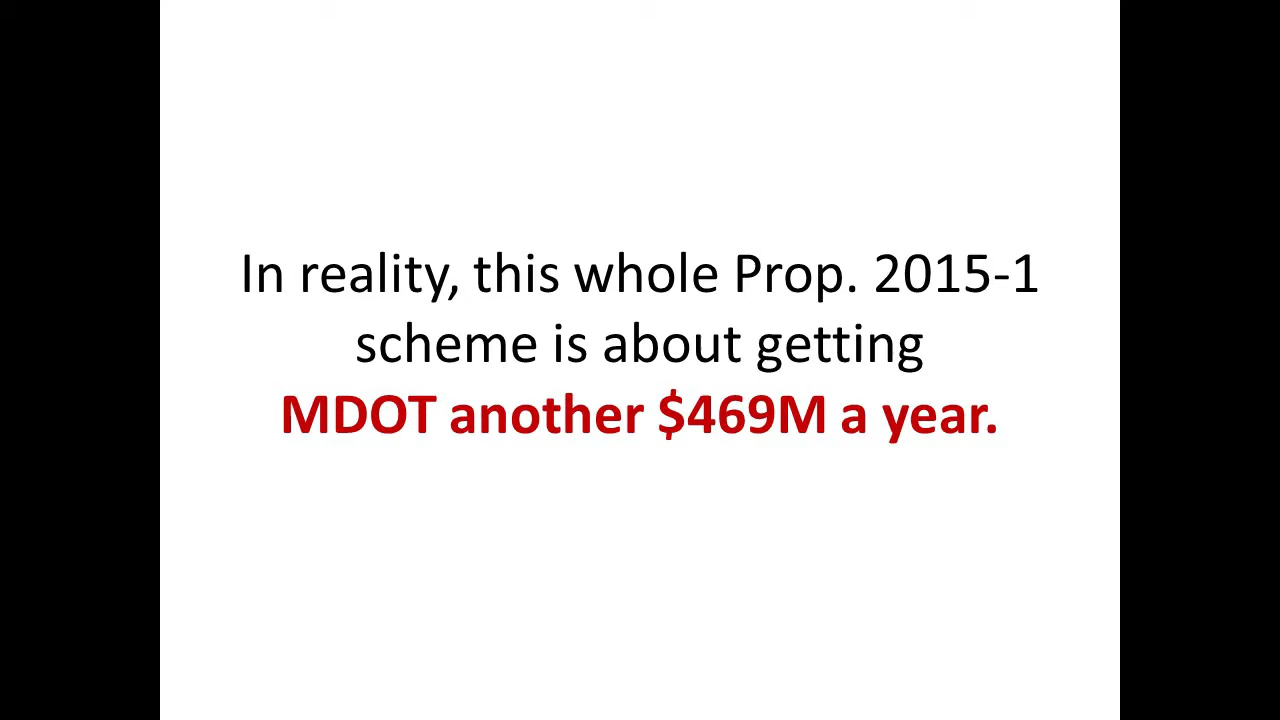 In reality, this whole Prop. 2015-1
scheme is about getting
MDOT another $469M a year.